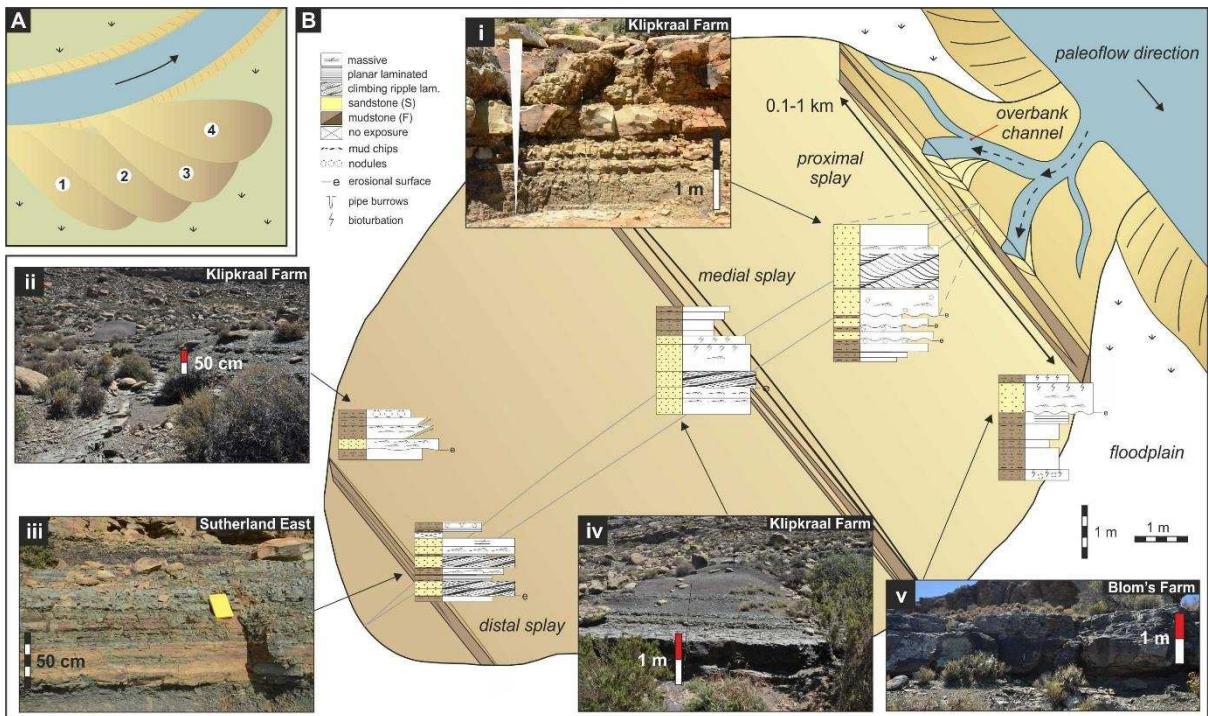 A
1
2
3
4
B
massive
planar laminated
climbing ripple lam.
sandstone (S)
mudstone (F)
no exposure
mud chips
nodules
e erosional surface
pipe burrows
bioturbation
i
Klipkraal Farm
1 m
paleoflow direction
0.1-1 km
overbank
channel
proximal
splay
medial splay
distal splay
floodplain
e
e
e
e
e
e
e
ii
Klipkraal Farm
50 cm
iii
Sutherland East
50 cm
iv
Klipkraal Farm
1 m
v
Blom's Farm
1 m
1 m
1 m